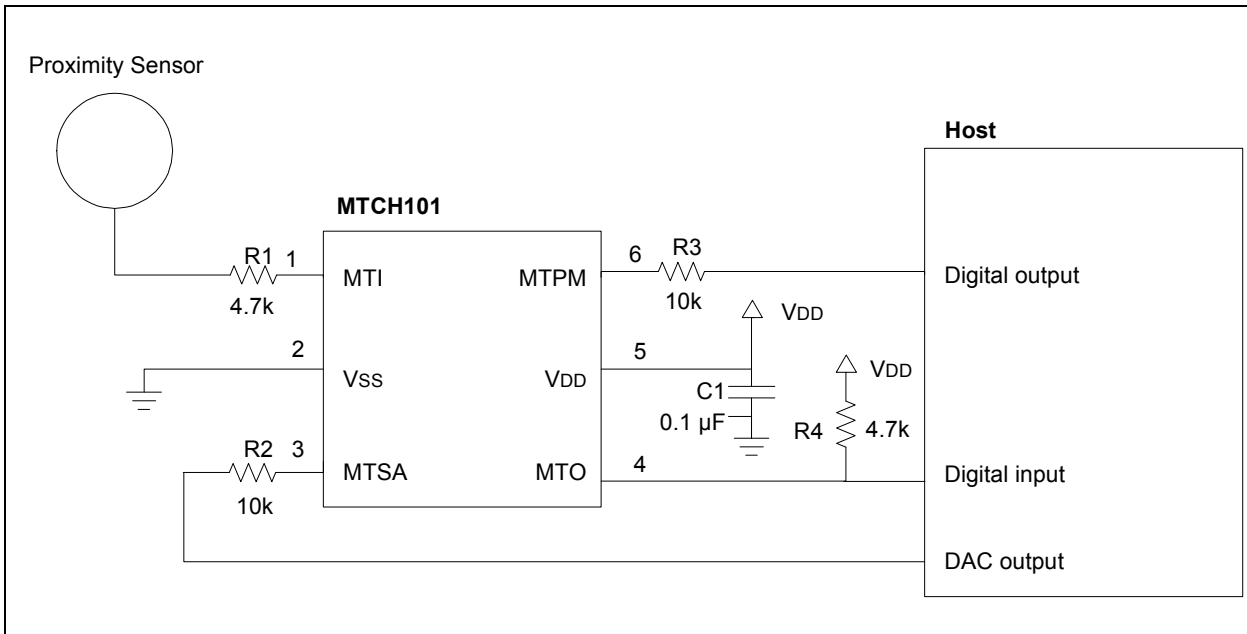 Proximity Sensor
Host
MTCH101
R1
1
4.7k
MTI
MTPM
6
R3
10k
Digital output
VDD
2
VSS
VDD
5
C1
0.1 µF
VDD
R4
4.7k
R2
3
10k
MTSA
MTO
4
Digital input
DAC output